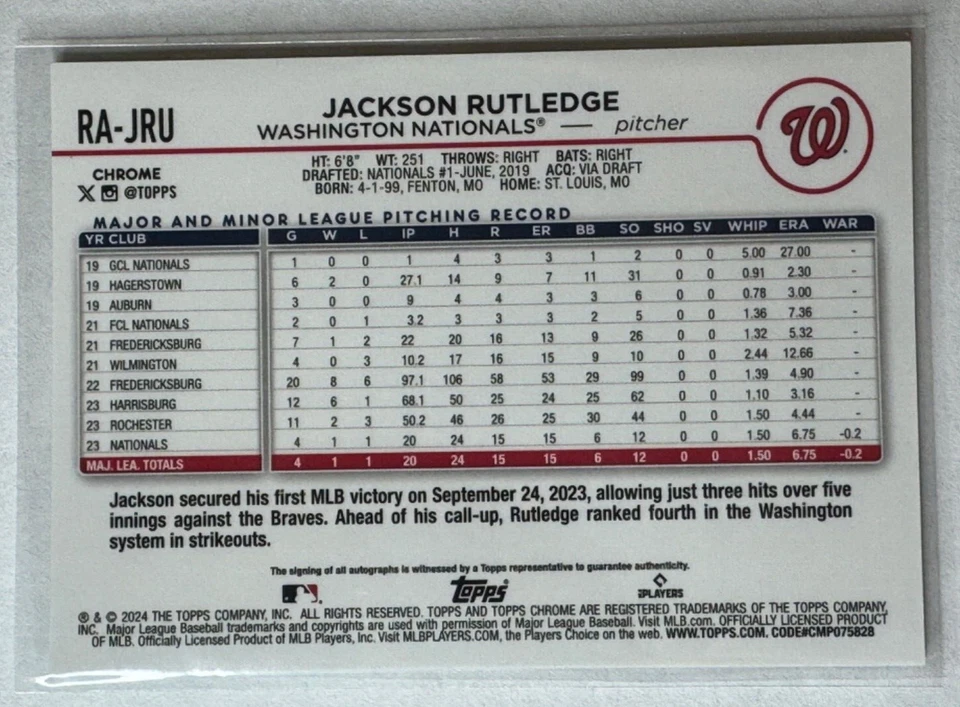 RA-JRU
JACKSON RUTLEDGE
WASHINGTON NATIONALS® — pitcher
W
CHROME
@TOPPS
HT: 6'8" WT: 251 THROWS: RIGHT BATS: RIGHT
DRAFTED: NATIONALS #1-JUNE, 2019 ACQ: VIA DRAFT
BORN: 4-1-99, FENTON, MO HOME: ST. LOUIS, MO
MAJOR AND MINOR LEAGUE PITCHING RECORD
YR CLUB G W L IP H R ER BB SO SHO SV WHIP ERA WAR
19 GCL NATIONALS 1 0 0 1 4 3 3 1 2 0 0 5.00 27.00 -
19 HAGERSTOWN 6 2 0 27.1 14 9 7 11 31 0 0 0.91 2.30 -
19 AUBURN 3 0 0 9 4 4 3 3 6 0 0 0.78 3.00 -
21 FCL NATIONALS 2 0 1 3.2 3 3 3 2 5 0 0 1.36 7.36 -
21 FREDERICKSBURG 7 1 2 22 20 16 13 9 26 0 0 1.32 5.32 -
21 WILMINGTON 4 0 3 10.2 17 16 15 9 10 0 0 2.44 12.66 -
22 FREDERICKSBURG 20 8 6 97.1 106 58 53 29 99 0 0 1.39 4.90 -
23 HARRISBURG 12 6 1 68.1 50 25 24 25 62 0 0 1.10 3.16 -
23 ROCHESTER 11 2 3 50.2 46 26 25 30 44 0 0 1.50 4.44 -
23 NATIONALS 4 1 1 20 24 15 15 6 12 0 0 1.50 6.75 -0.2
MAJ. LEA. TOTALS 4 1 1 20 24 15 15 6 12 0 0 1.50 6.75 -0.2
Jackson secured his first MLB victory on September 24, 2023, allowing just three hits over five
innings against the Braves. Ahead of his call-up, Rutledge ranked fourth in the Washington
system in strikeouts.
The signing of all autographs is witnessed by a Topps representative to guarantee authenticity.
topps
PLAYERS
® & © 2024 THE TOPPS COMPANY, INC. ALL RIGHTS RESERVED. TOPPS AND TOPPS CHROME ARE REGISTERED TRADEMARKS OF THE TOPPS COMPANY,
INC. Major League Baseball trademarks and copyrights are used with permission of Major League Baseball. Visit MLB.com. OFFICIALLY LICENSED PRODUCT
OF MLB. Officially Licensed Product of MLB Players, Inc. Visit MLBPLAYERS.COM, the Players Choice on the web. WWW.TOPPS.COM. CODE#CMP075828